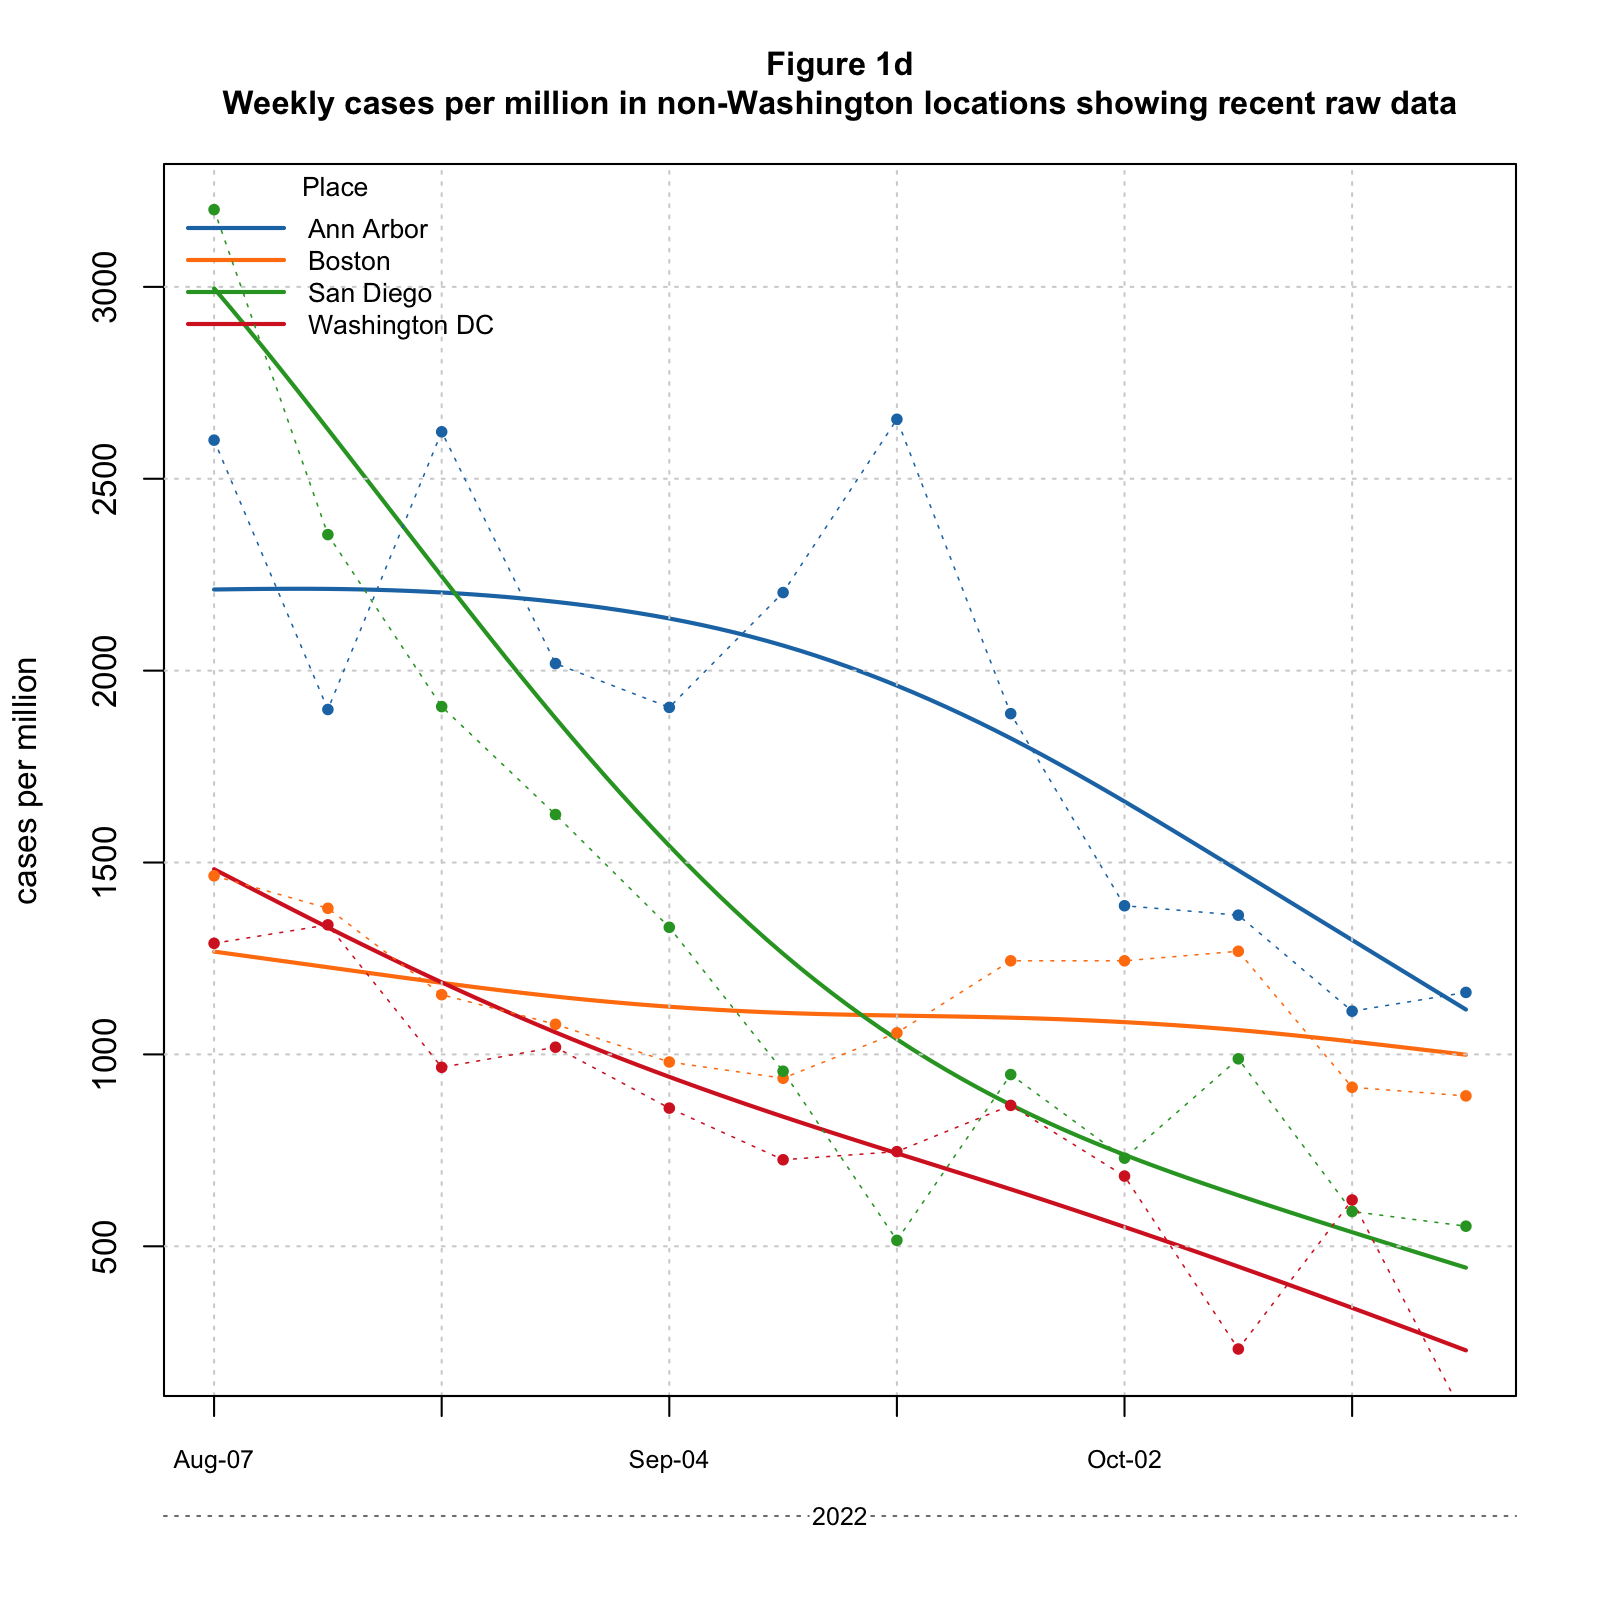 Figure 1d
Weekly cases per million in non-Washington locations showing recent raw data
Place
Ann Arbor
Boston
San Diego
Washington DC
cases per million
3000
2500
2000
1500
1000
500
Aug-07
Sep-04
Oct-02
2022